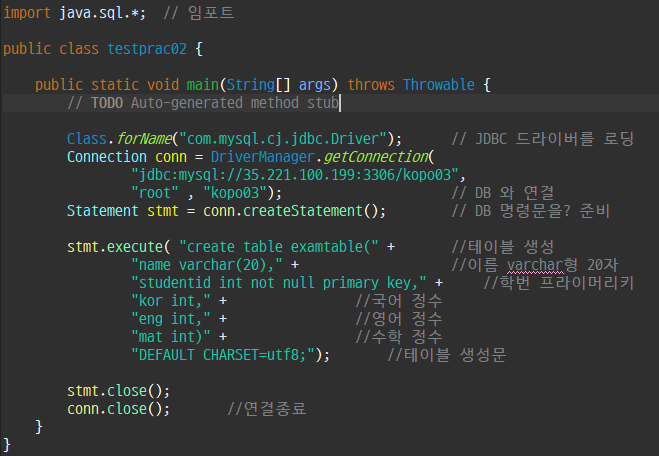 import java.sql.*;  // 임포트
public class testprac02 {
public static void main(String[] args) throws Throwable {
// TODO Auto-generated method stub
Class.forName("com.mysql.cj.jdbc.Driver");      // JDBC 드라이버를 로딩
Connection conn = DriverManager.getConnection(
"jdbc:mysql://35.221.100.199:3306/kopo03",
"root" , "kopo03");                     // DB 와 연결
Statement stmt = conn.createStatement();        // DB 명령문을? 준비
stmt.execute( "create table examtable(" +       //테이블 생성
"name varchar(20)," +                   //이름 varchar형 20자
"studentid int not null primary key," +     //학번 프라이머리키
"kor int," +                //국어 정수
"eng int," +                //영어 정수
"mat int)" +                //수학 정수
"DEFAULT CHARSET=utf8;");       //테이블 생성문
stmt.close();
conn.close();       //연결종료
}
}